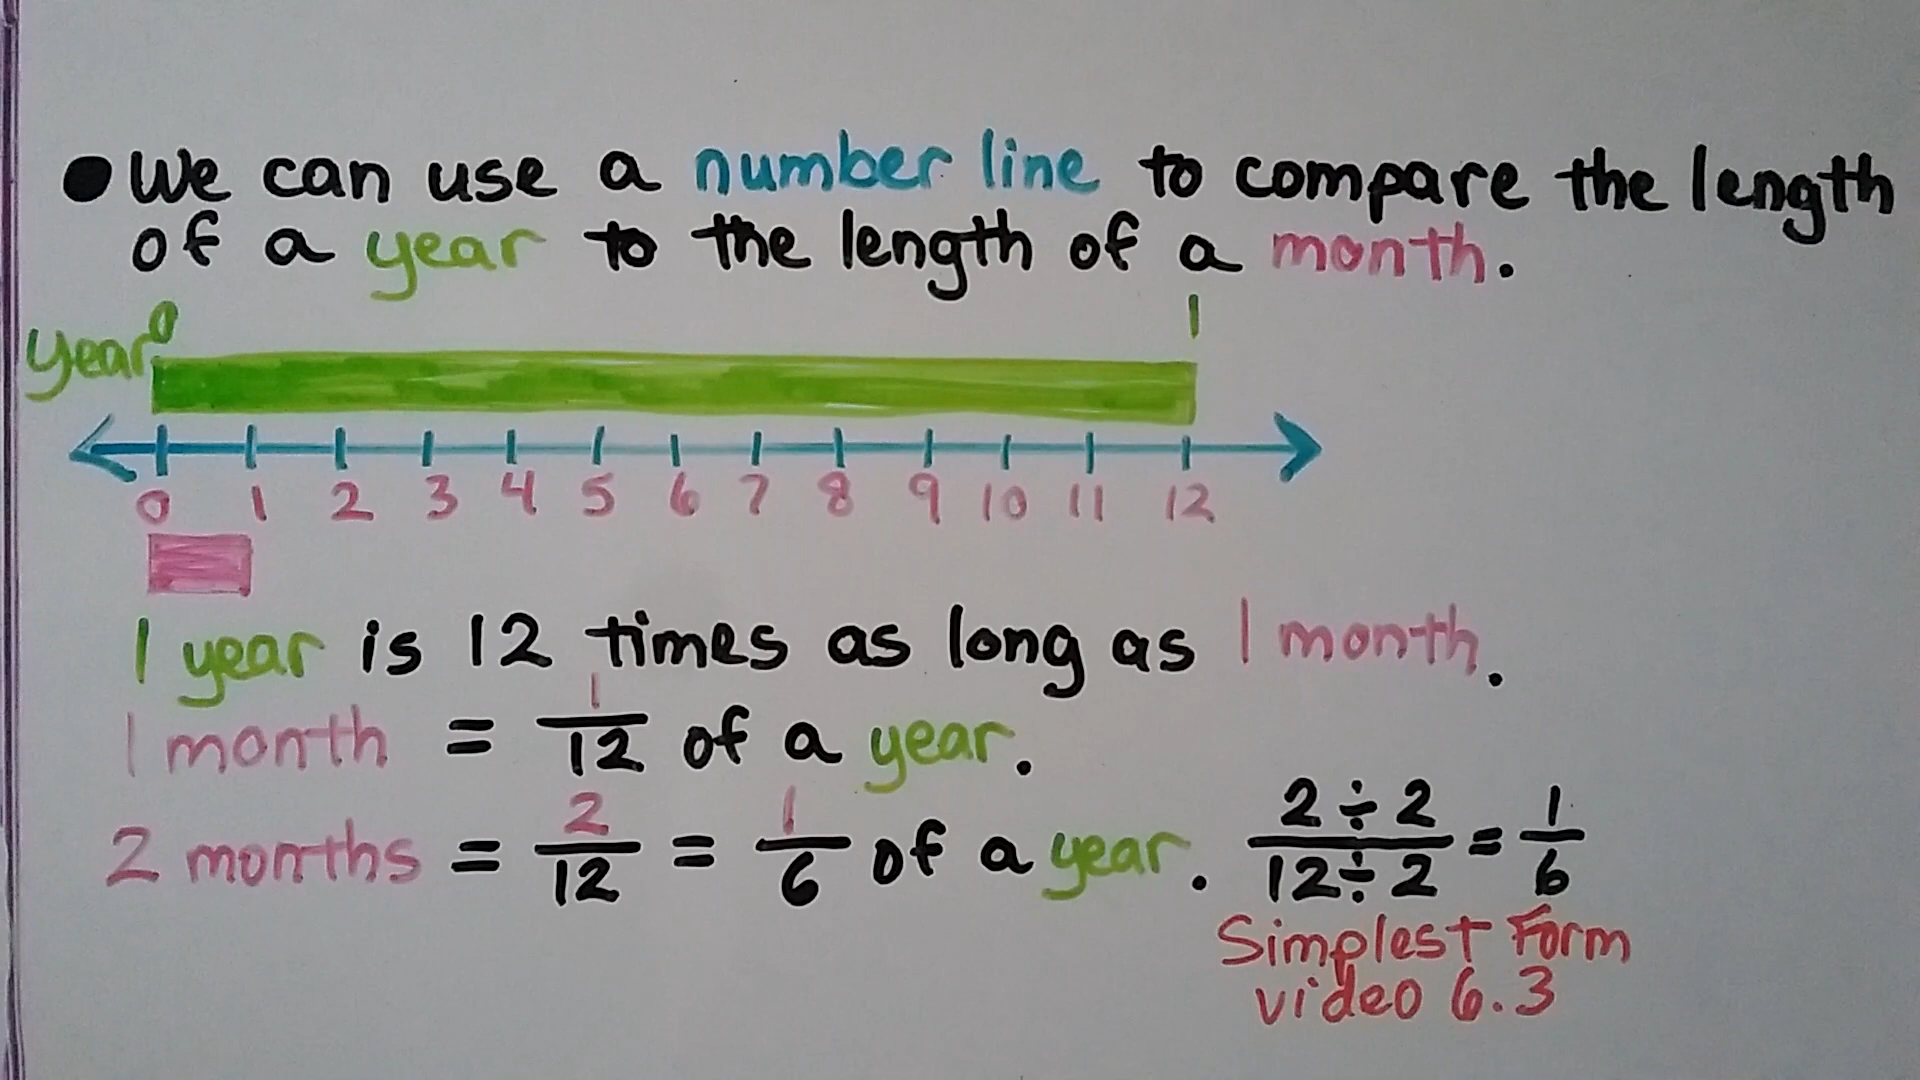 • We can use a number line to compare the length
of a year to the length of a month.
year 0 1
0 1 2 3 4 5 6 7 8 9 10 11 12
1 year is 12 times as long as 1 month.
1 month = 1/12 of a year.
2 months = 2/12 = 1/6 of a year. 2÷2/12÷2 = 1/6
Simplest Form
video 6.3